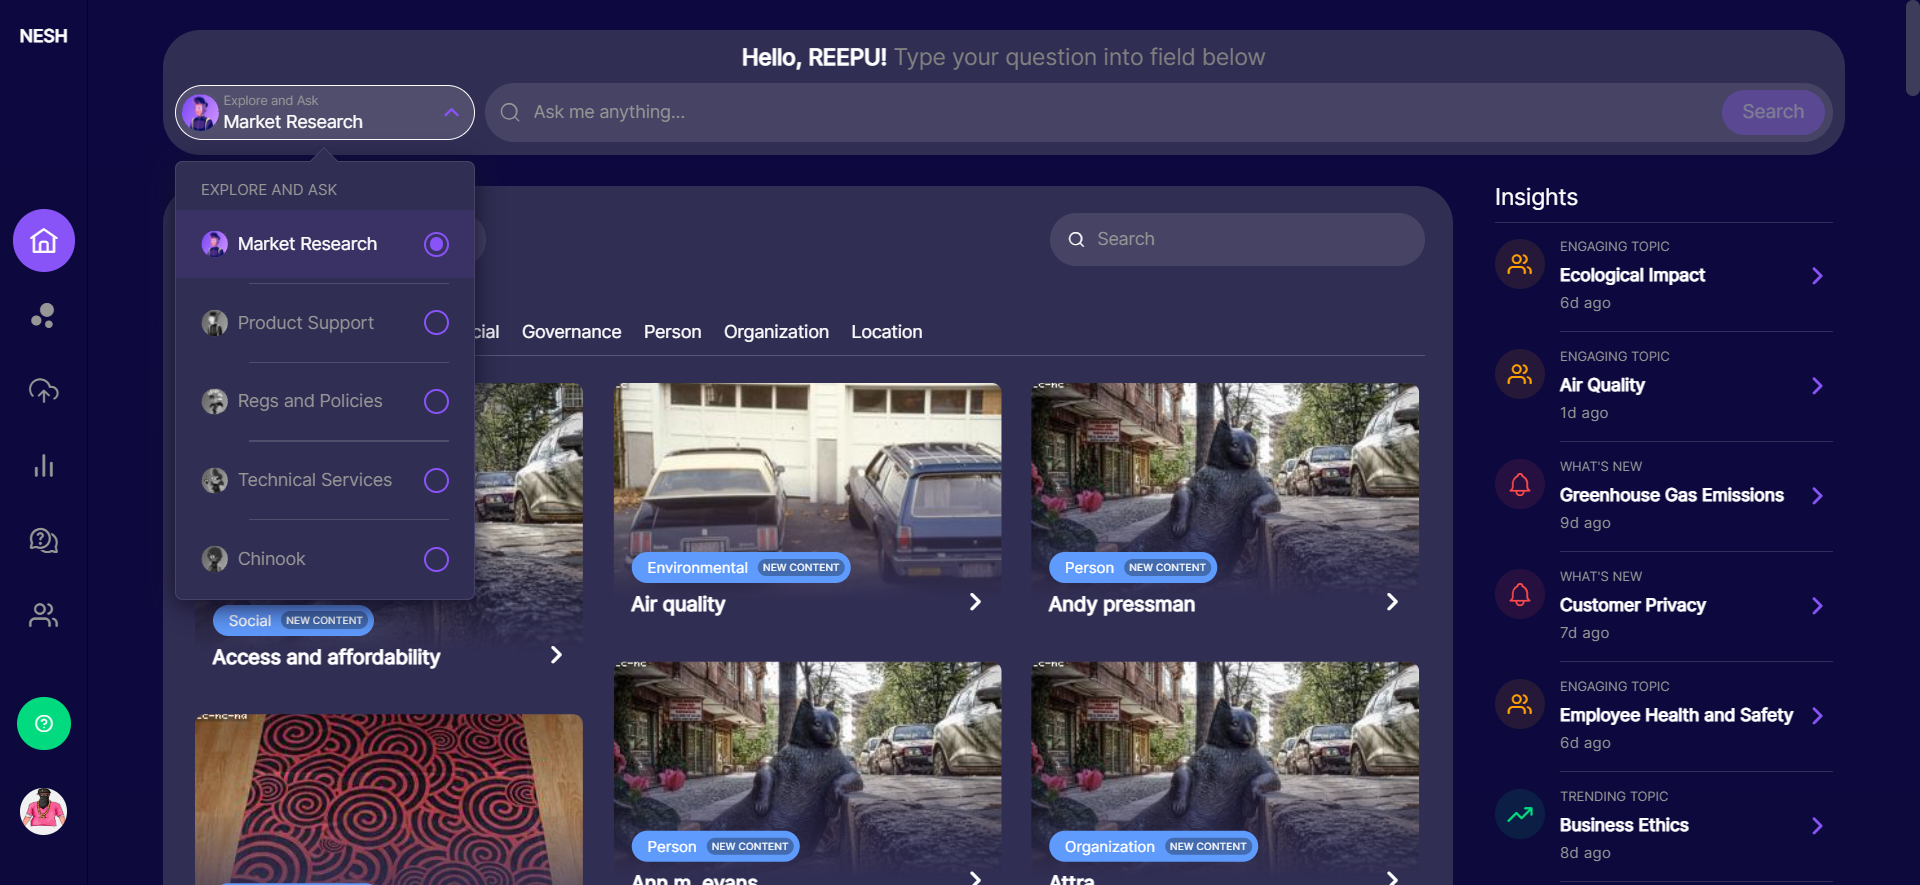 NESH
Hello, REEPU! Type your question into field below
Explore and Ask
Market Research
Ask me anything...
Search
EXPLORE AND ASK
Market Research
Product Support
Regs and Policies
Technical Services
Chinook
Search
cial
Governance
Person
Organization
Location
Social NEW CONTENT
Access and affordability
Environmental NEW CONTENT
Air quality
Person NEW CONTENT
Andy pressman
Person NEW CONTENT
Ann m. evans
Organization NEW CONTENT
Attra
Insights
ENGAGING TOPIC
Ecological Impact
6d ago
ENGAGING TOPIC
Air Quality
1d ago
WHAT'S NEW
Greenhouse Gas Emissions
9d ago
WHAT'S NEW
Customer Privacy
7d ago
ENGAGING TOPIC
Employee Health and Safety
6d ago
TRENDING TOPIC
Business Ethics
8d ago